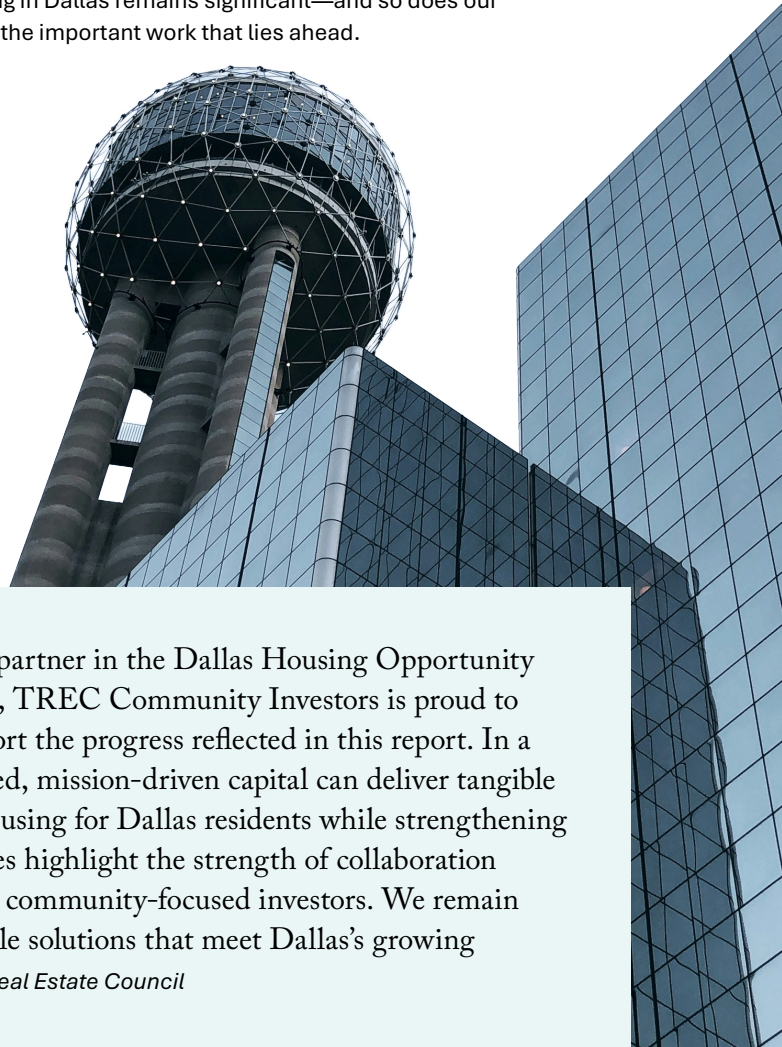 in Dallas remains significant—and so does our
the important work that lies ahead.
partner in the Dallas Housing Opportunity
, TREC Community Investors is proud to
ort the progress reflected in this report. In a
ed, mission-driven capital can deliver tangible
using for Dallas residents while strengthening
es highlight the strength of collaboration
community-focused investors. We remain
le solutions that meet Dallas’s growing
eal Estate Council